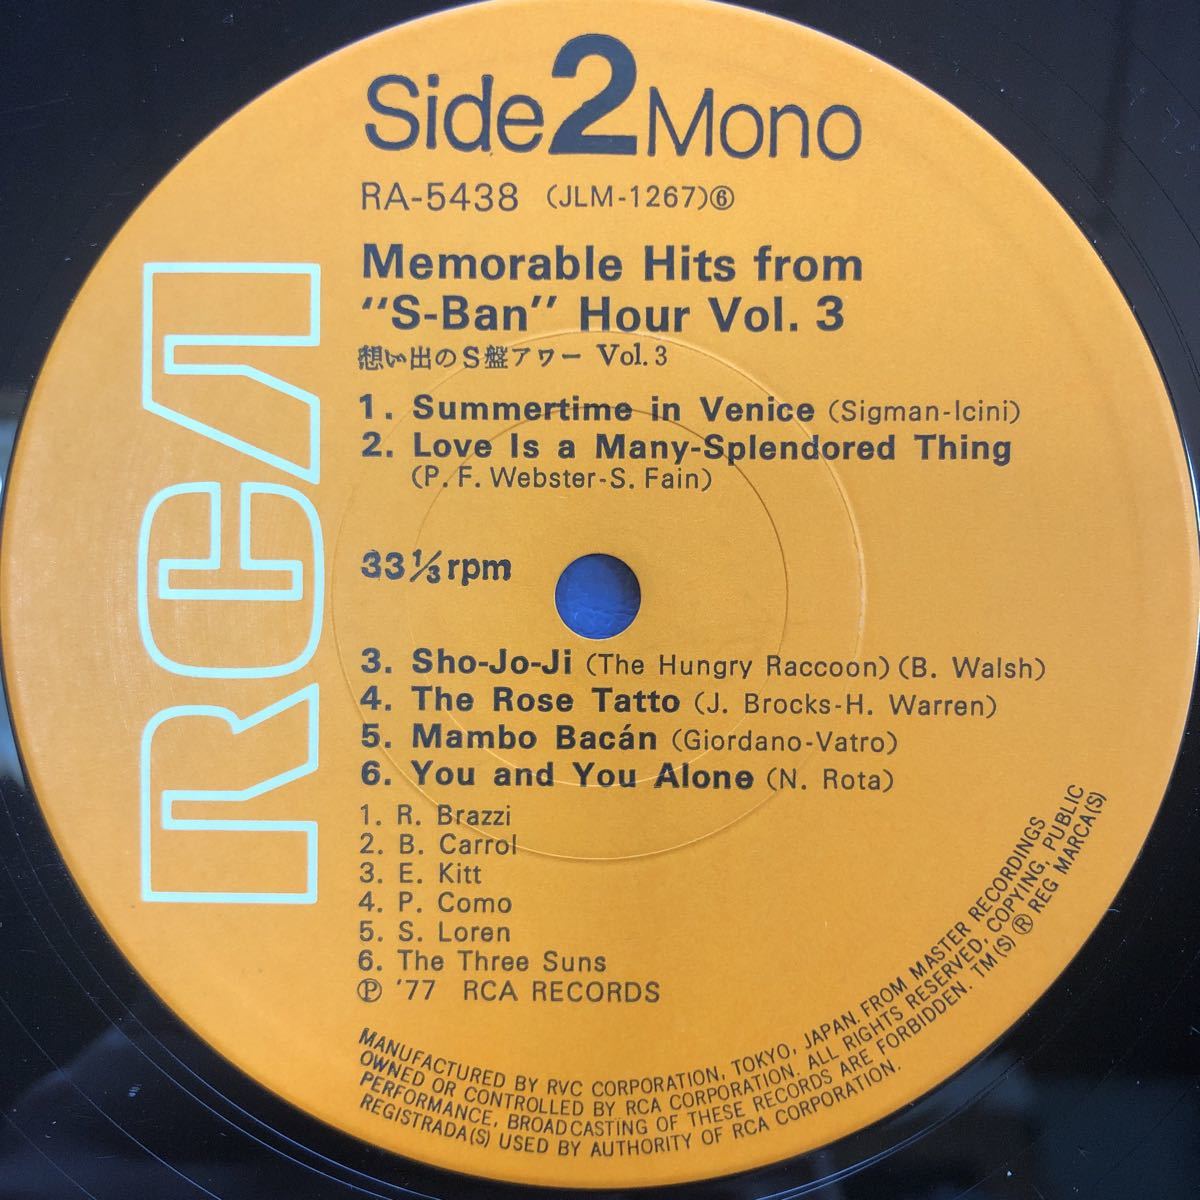 Side 2 Mono
RA-5438 (JLM-1267)⑥
Memorable Hits from
"S-Ban" Hour Vol. 3
想い出のS盤アワー Vol. 3
1. Summertime in Venice (Sigman-Icini)
2. Love Is a Many-Splendored Thing
(P. F. Webster-S. Fain)
33 1/3 rpm
3. Sho-Jo-Ji (The Hungry Raccoon) (B. Walsh)
4. The Rose Tatto (J. Brocks-H. Warren)
5. Mambo Bacán (Giordano-Vatro)
6. You and You Alone (N. Rota)
1. R. Brazzi
2. B. Carrol
3. E. Kitt
4. P. Como
5. S. Loren
6. The Three Suns
Ⓟ '77 RCA RECORDS
RCA
MANUFACTURED BY RVC CORPORATION, TOKYO, JAPAN. FROM MASTER RECORDINGS
OWNED OR CONTROLLED BY RCA CORPORATION. ALL RIGHTS RESERVED, COPYING, PUBLIC
PERFORMANCE, BROADCASTING OF THESE RECORDS ARE FORBIDDEN. TM(S) ® REG MARCA(S)
REGISTRADA(S) USED BY AUTHORITY OF RCA CORPORATION.